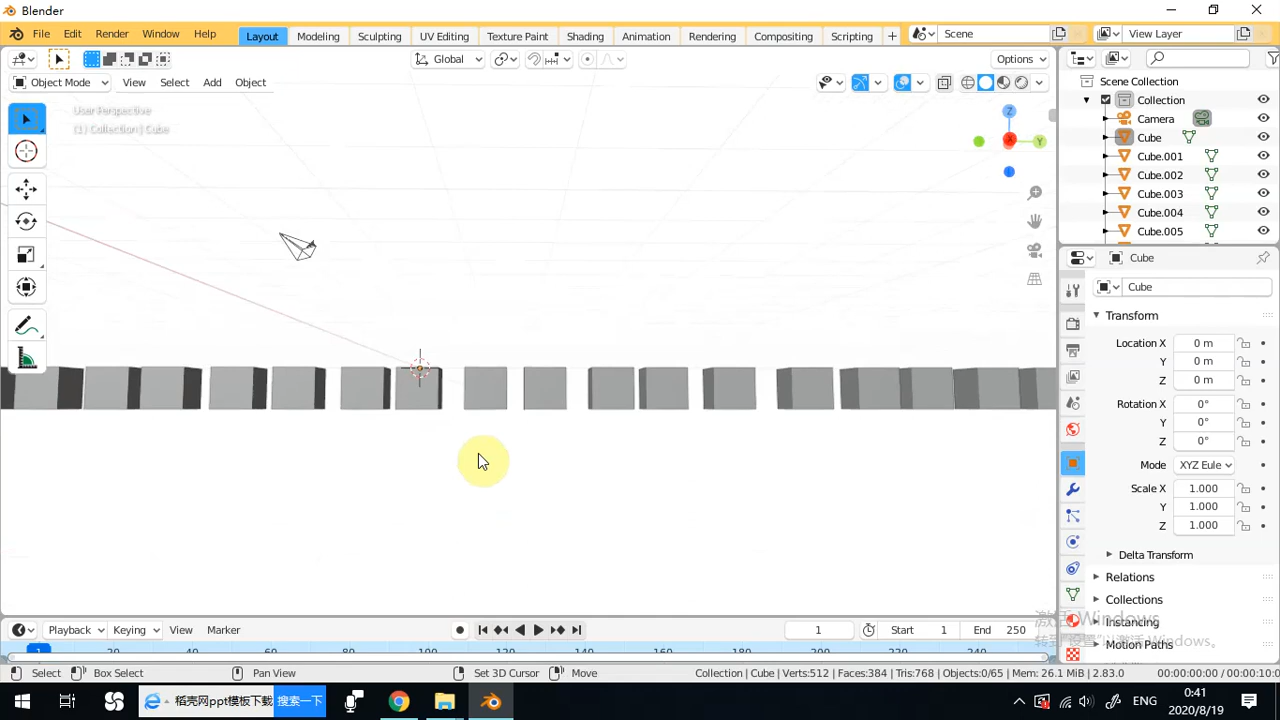 Blender
File Edit Render Window Help Layout Modeling Sculpting UV Editing Texture Paint Shading Animation Rendering Compositing Scripting + Scene View Layer
Global Options
Object Mode View Select Add Object
User Perspective
(1) Collection | Cube
Z
X
Y
Scene Collection
Collection
Camera
Cube
Cube.001
Cube.002
Cube.003
Cube.004
Cube.005
Cube
Cube
Transform
Location X 0 m
Y 0 m
Z 0 m
Rotation X 0°
Y 0°
Z 0°
Mode XYZ Eule
Scale X 1.000
Y 1.000
Z 1.000
Delta Transform
Relations
Collections
Instancing
Motion Paths
激活 Windows
Playback Keying View Marker 1 Start 1 End 250
1 20 100 120 140 160 180 200 240
Select Box Select Pan View Set 3D Cursor Move Collection | Cube | Verts:512 | Faces:384 | Tris:768 | Objects:0/65 | Mem: 26.1 MiB | 2.83.0 00:00:00:00 / 00:00:10:0
稻壳网ppt模板下载 搜索一下 ENG 0:41
2020/8/19